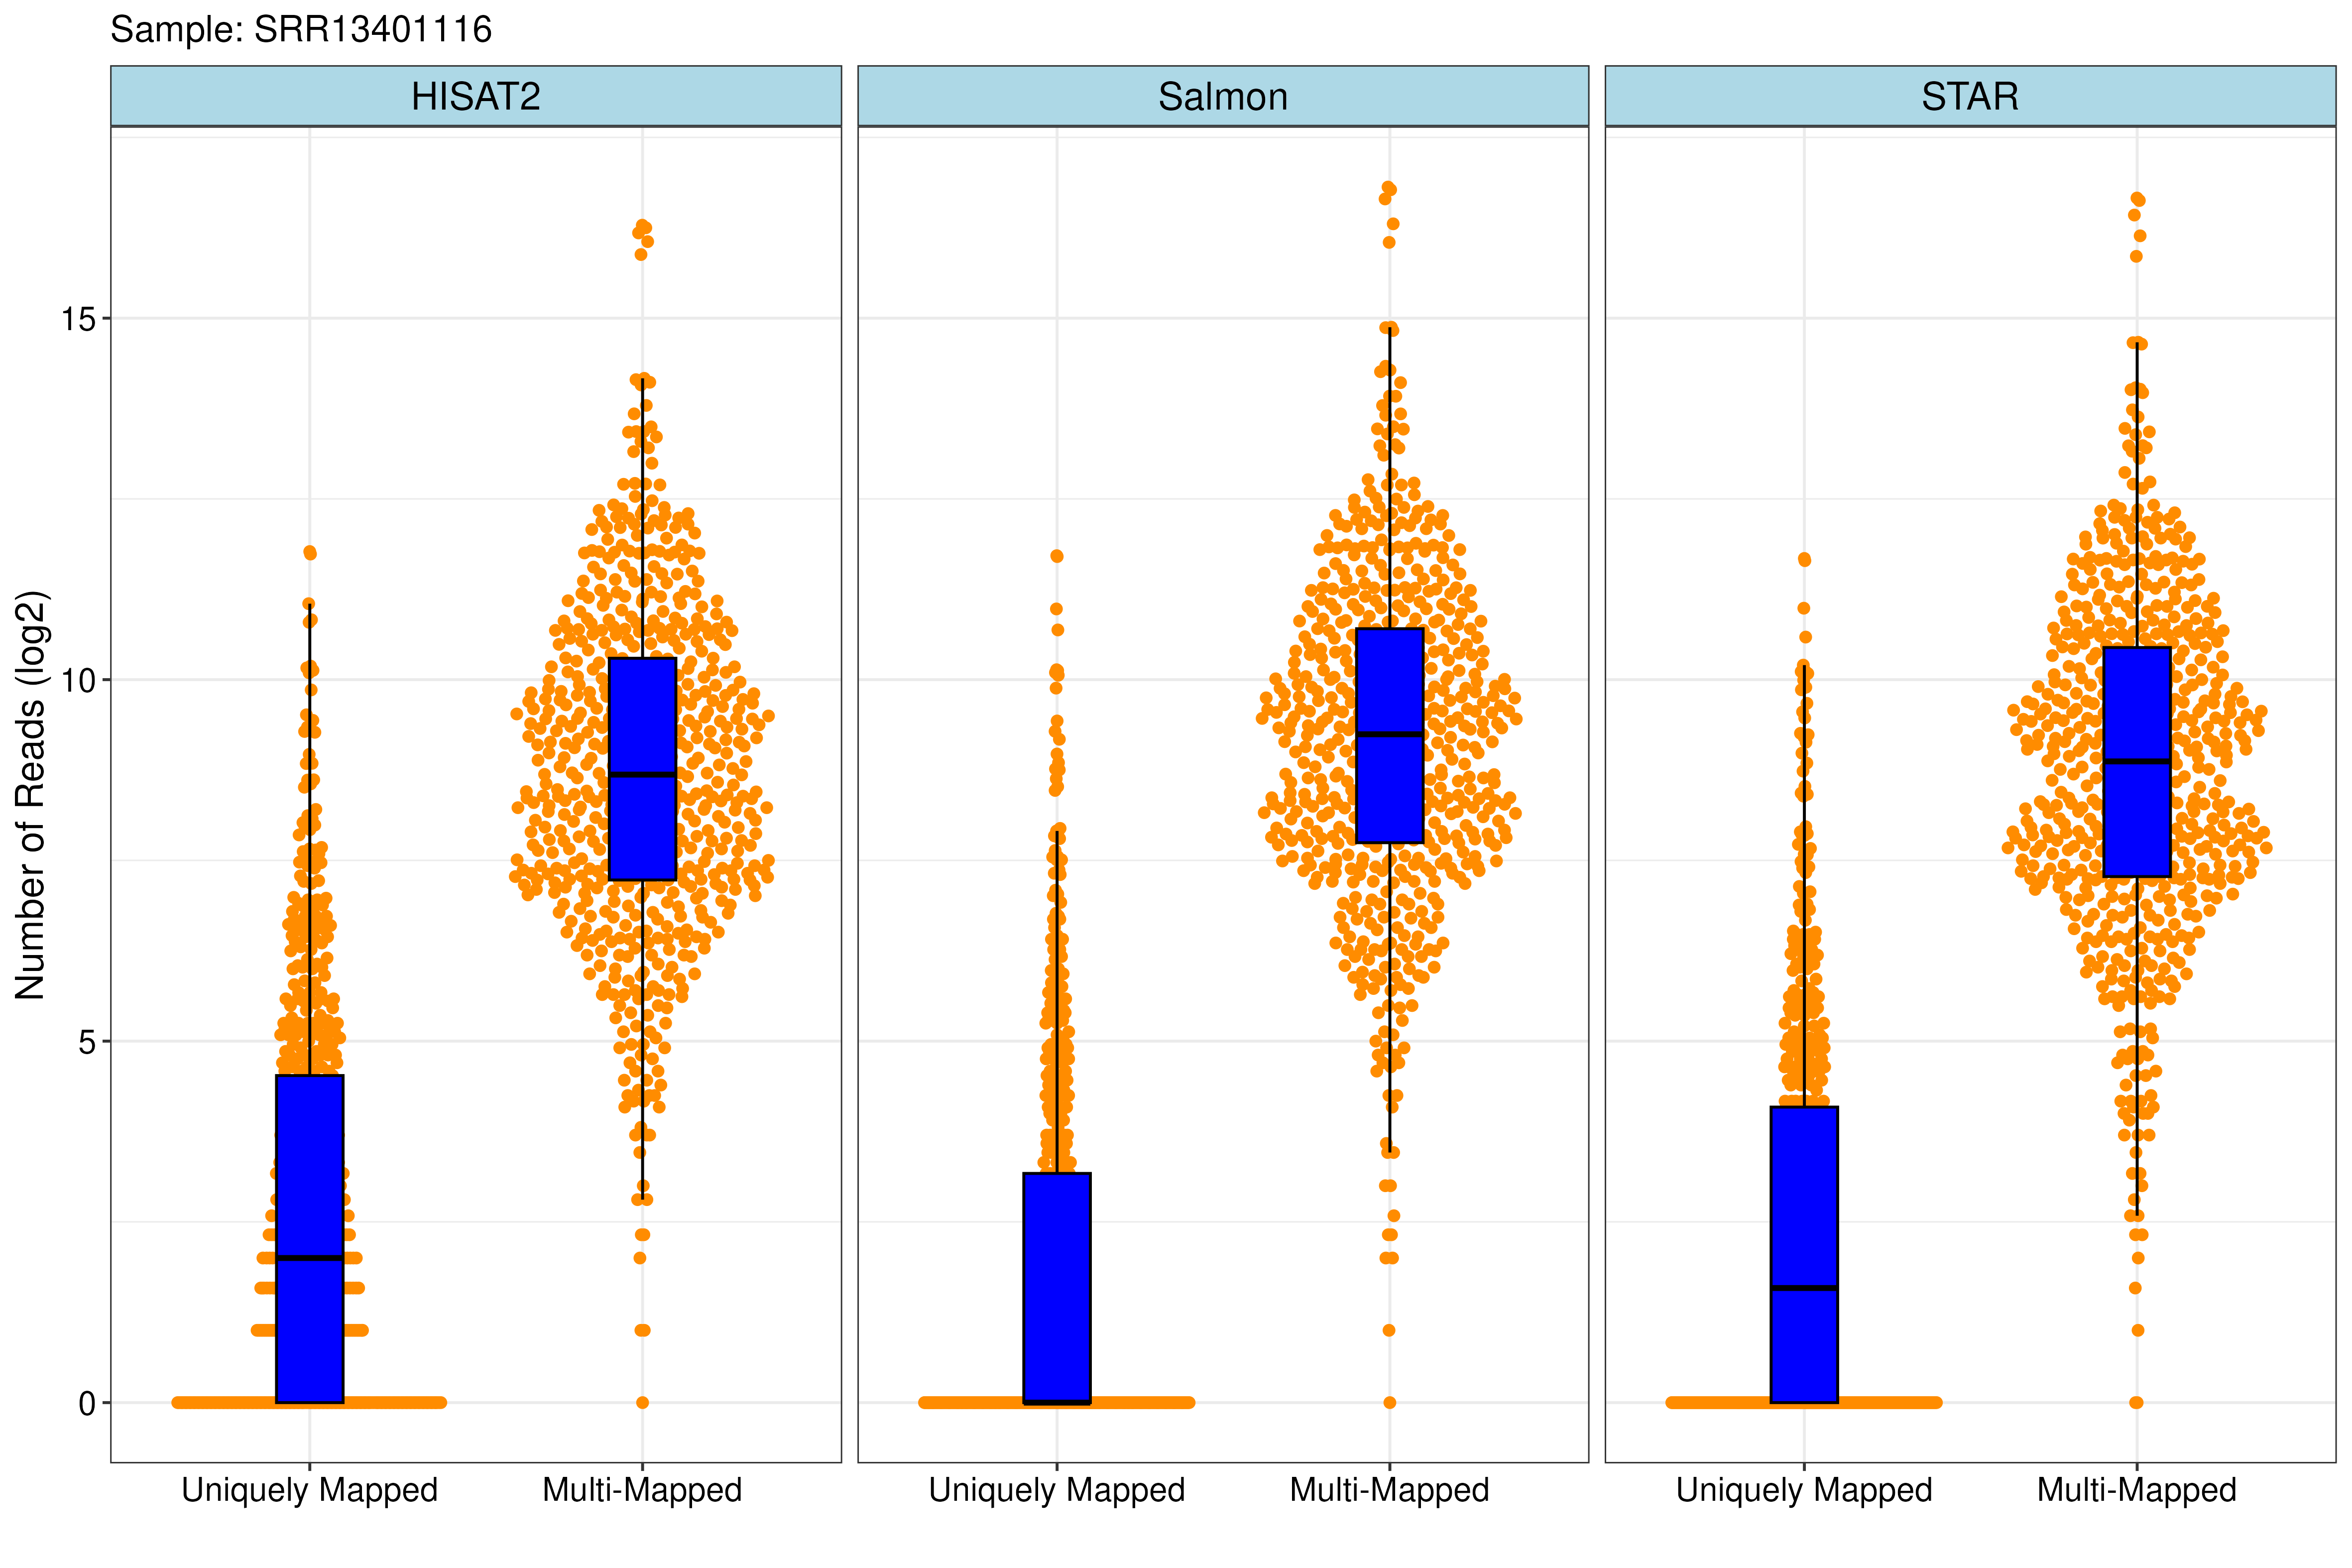 Sample: SRR13401116
HISAT2 Salmon STAR
Number of Reads (log2)
15
10
5
0
Uniquely Mapped Multi-Mapped Uniquely Mapped Multi-Mapped Uniquely Mapped Multi-Mapped